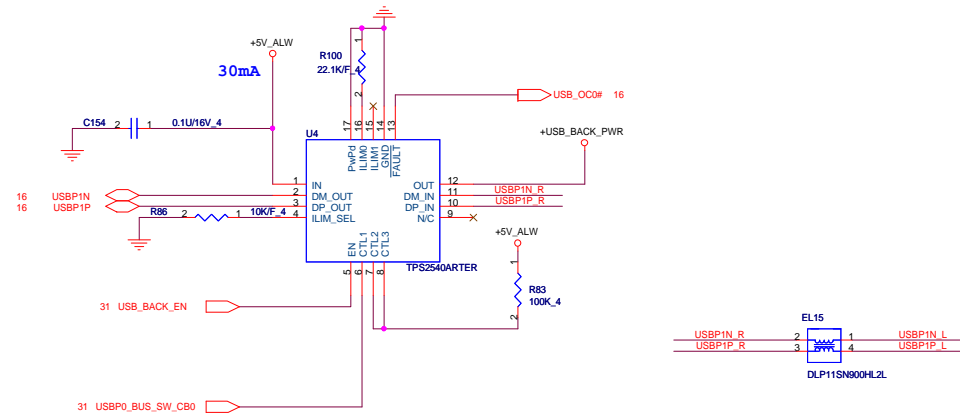 +5V_ALW
30mA
R100
22.1K/F_4
1
2
USB_OC0# 16
+USB_BACK_PWR
C154
2
1
0.1U/16V_4
U4
17
16
15
14
13
PwPd
ILIM0
ILIM1
GND
FAULT
1 IN
2 DM_OUT
3 DP_OUT
4 ILIM_SEL
OUT 12
DM_IN 11
DP_IN 10
N/C 9
USBP1N_R
USBP1P_R
16 USBP1N
16 USBP1P
R86
2
1
10K/F_4
EN
CTL1
CTL2
CTL3
5
6
7
8
TPS2540ARTER
+5V_ALW
1
R83
100K_4
2
31 USB_BACK_EN
31 USBP0_BUS_SW_CB0
EL15
USBP1N_R 2
1 USBP1N_L
USBP1P_R 3
4 USBP1P_L
DLP11SN900HL2L